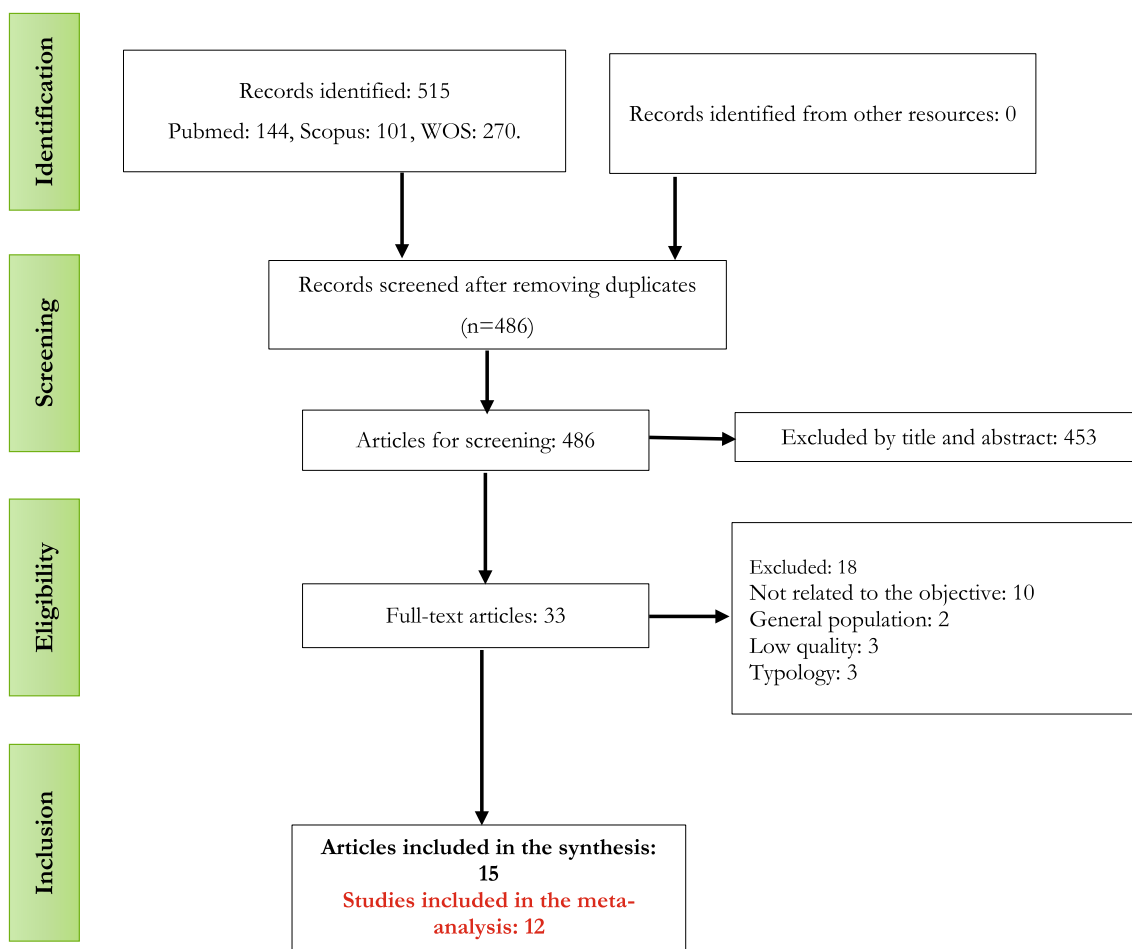 Identification
Records identified: 515
Pubmed: 144, Scopus: 101, WOS: 270.
Records identified from other resources: 0
Screening
Records screened after removing duplicates
(n=486)
Articles for screening: 486
Excluded by title and abstract: 453
Eligibility
Full-text articles: 33
Excluded: 18
Not related to the objective: 10
General population: 2
Low quality: 3
Typology: 3
Inclusion
Articles included in the synthesis:
15
Studies included in the meta-
analysis: 12